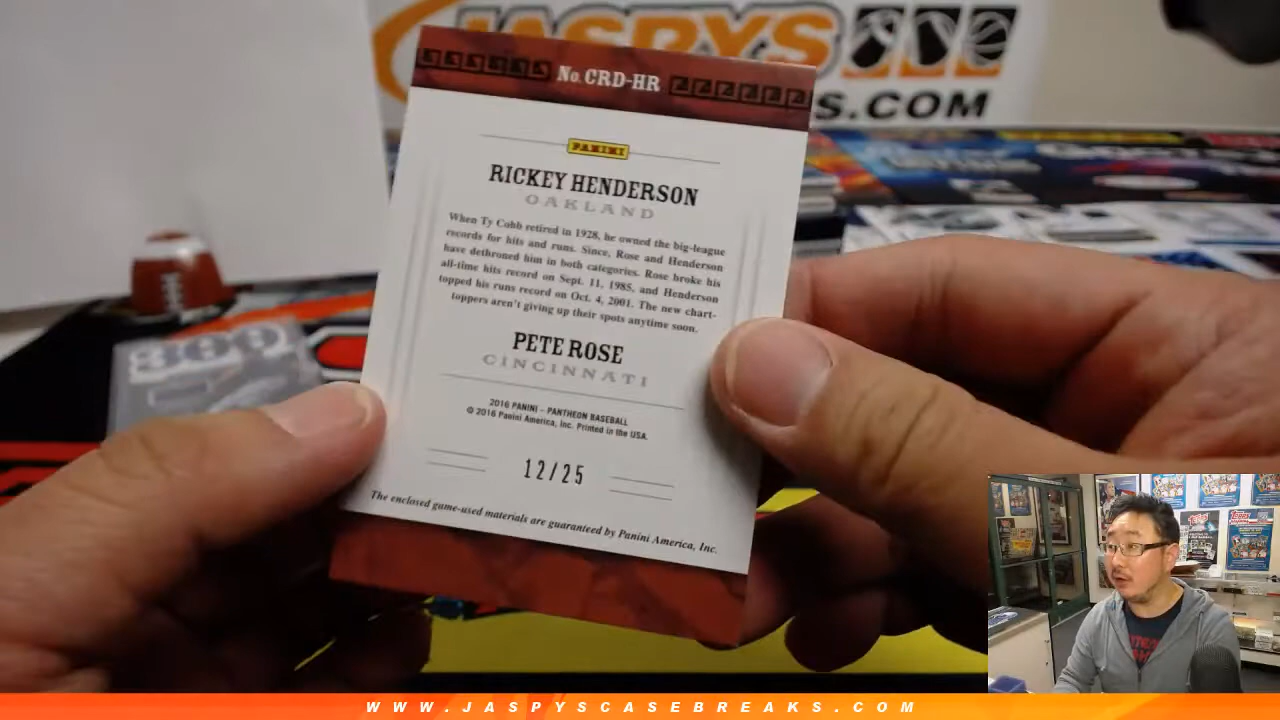 JASPYS
S.COM
No. CRD-HR
PANINI
RICKEY HENDERSON
OAKLAND
When Ty Cobb retired in 1928, he owned the big-league
records for hits and runs. Since, Rose and Henderson
have dethroned him in both categories. Rose broke his
all-time hits record on Sept. 11, 1985, and Henderson
topped his runs record on Oct. 4, 2001. The new chart-
toppers aren't giving up their spots anytime soon.
PETE ROSE
CINCINNATI
2016 PANINI – PANTHEON BASEBALL
© 2016 Panini America, Inc. Printed in the USA.
12/25
The enclosed game-used materials are guaranteed by Panini America, Inc.
WWW.JASPYSCASEBREAKS.COM